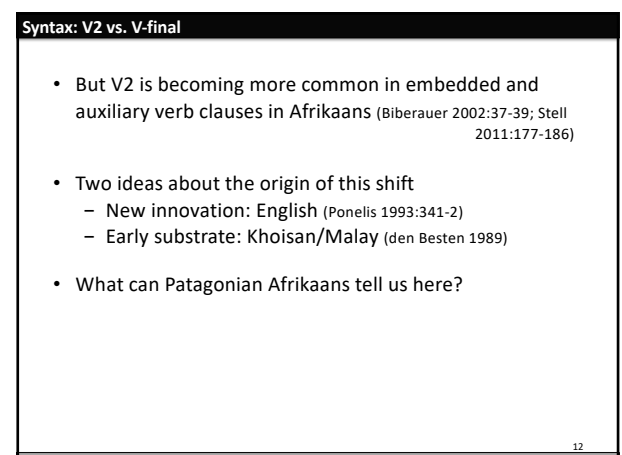 Syntax: V2 vs. V-final
• But V2 is becoming more common in embedded and
auxiliary verb clauses in Afrikaans (Biberauer 2002:37-39; Stell
2011:177-186)
• Two ideas about the origin of this shift
– New innovation: English (Ponelis 1993:341-2)
– Early substrate: Khoisan/Malay (den Besten 1989)
• What can Patagonian Afrikaans tell us here?
12